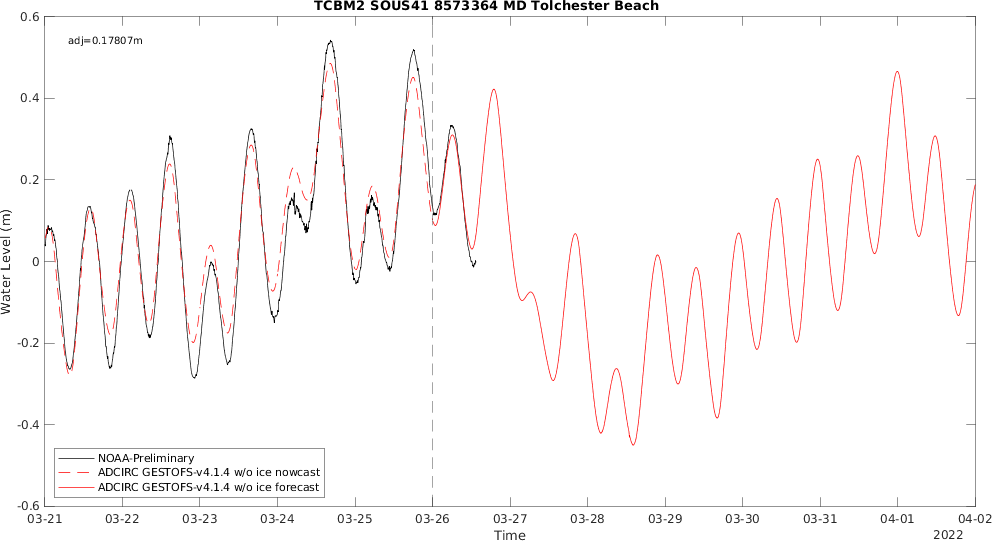 TCBM2 SOUS41 8573364 MD Tolchester Beach
adj=0.17807m
0.6
0.4
0.2
0
-0.2
-0.4
-0.6
Water Level (m)
NOAA-Preliminary
ADCIRC GESTOFS-v4.1.4 w/o ice nowcast
ADCIRC GESTOFS-v4.1.4 w/o ice forecast
03-21 03-22 03-23 03-24 03-25 03-26 03-27 03-28 03-29 03-30 03-31 04-01 04-02
Time
2022